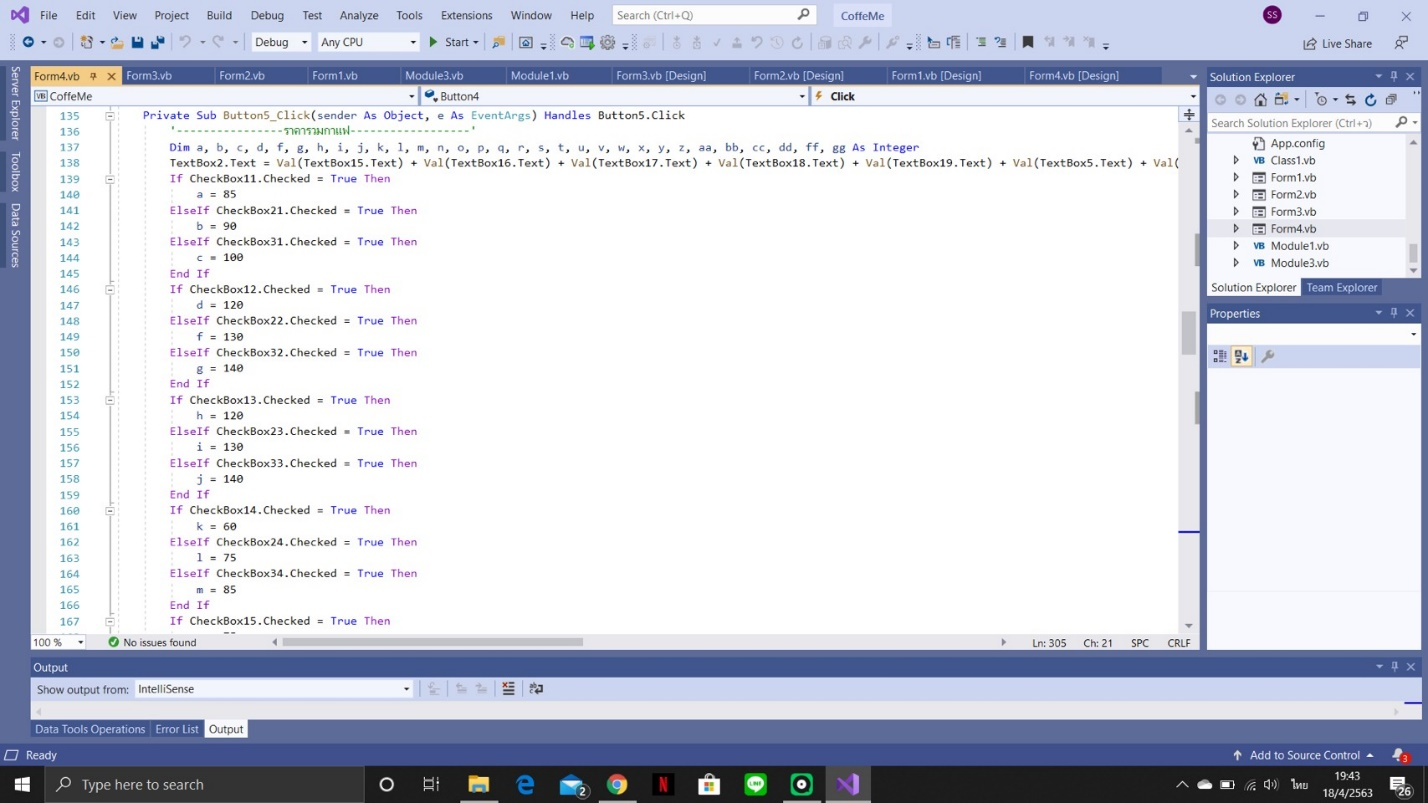 File Edit View Project Build Debug Test Analyze Tools Extensions Window Help Search (Ctrl+Q) CoffeMe SS
Debug Any CPU Start Live Share
Form4.vb Form3.vb Form2.vb Form1.vb Module3.vb Module1.vb Form3.vb [Design] Form2.vb [Design] Form1.vb [Design] Form4.vb [Design]
CoffeMe Button4 Click
135 Private Sub Button5_Click(sender As Object, e As EventArgs) Handles Button5.Click
136 '----------------ราคารวมกาแฟ------------------'
137 Dim a, b, c, d, f, g, h, i, j, k, l, m, n, o, p, q, r, s, t, u, v, w, x, y, z, aa, bb, cc, dd, ff, gg As Integer
138 TextBox2.Text = Val(TextBox15.Text) + Val(TextBox16.Text) + Val(TextBox17.Text) + Val(TextBox18.Text) + Val(TextBox19.Text) + Val(TextBox5.Text) + Val(
139 If CheckBox11.Checked = True Then
140 a = 85
141 ElseIf CheckBox21.Checked = True Then
142 b = 90
143 ElseIf CheckBox31.Checked = True Then
144 c = 100
145 End If
146 If CheckBox12.Checked = True Then
147 d = 120
148 ElseIf CheckBox22.Checked = True Then
149 f = 130
150 ElseIf CheckBox32.Checked = True Then
151 g = 140
152 End If
153 If CheckBox13.Checked = True Then
154 h = 120
155 ElseIf CheckBox23.Checked = True Then
156 i = 130
157 ElseIf CheckBox33.Checked = True Then
158 j = 140
159 End If
160 If CheckBox14.Checked = True Then
161 k = 60
162 ElseIf CheckBox24.Checked = True Then
163 l = 75
164 ElseIf CheckBox34.Checked = True Then
165 m = 85
166 End If
167 If CheckBox15.Checked = True Then
100 % No issues found Ln: 305 Ch: 21 SPC CRLF
Server Explorer
Toolbox
Data Sources
Solution Explorer
Search Solution Explorer (Ctrl+า)
App.config
VB Class1.vb
Form1.vb
Form2.vb
Form3.vb
Form4.vb
VB Module1.vb
VB Module3.vb
Solution Explorer Team Explorer
Properties
Output
Show output from: IntelliSense
Data Tools Operations Error List Output
Ready Add to Source Control 3
Type here to search 2 N LINE ไทย 19:43
18/4/2563 26